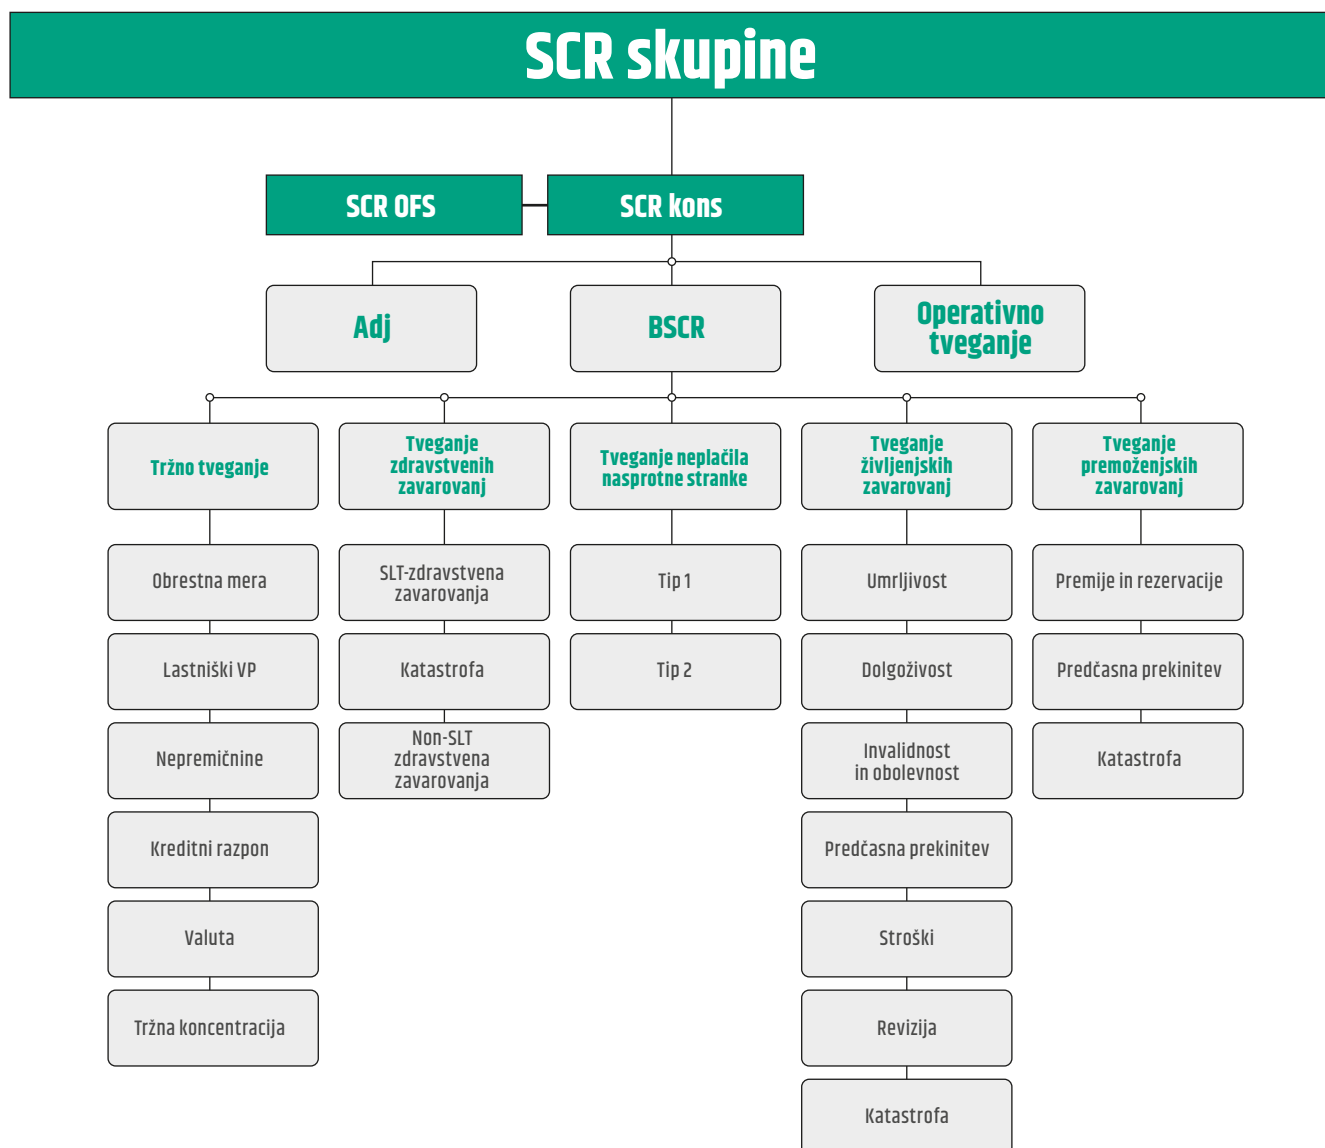 SCR skupine
SCR OFS
SCR kons
Adj
BSCR
Operativno
tveganje
Tržno tveganje
Tveganje
zdravstvenih
zavarovanj
Tveganje neplačila
nasprotne stranke
Tveganje
življenjskih
zavarovanj
Tveganje
premoženjskih
zavarovanj
Obrestna mera
Lastniški VP
Nepremičnine
Kreditni razpon
Valuta
Tržna koncentracija
SLT-zdravstvena
zavarovanja
Katastrofa
Non-SLT
zdravstvena
zavarovanja
Tip 1
Tip 2
Umrljivost
Dolgoživost
Invalidnost
in obolevnost
Predčasna prekinitev
Stroški
Revizija
Katastrofa
Premije in rezervacije
Predčasna prekinitev
Katastrofa